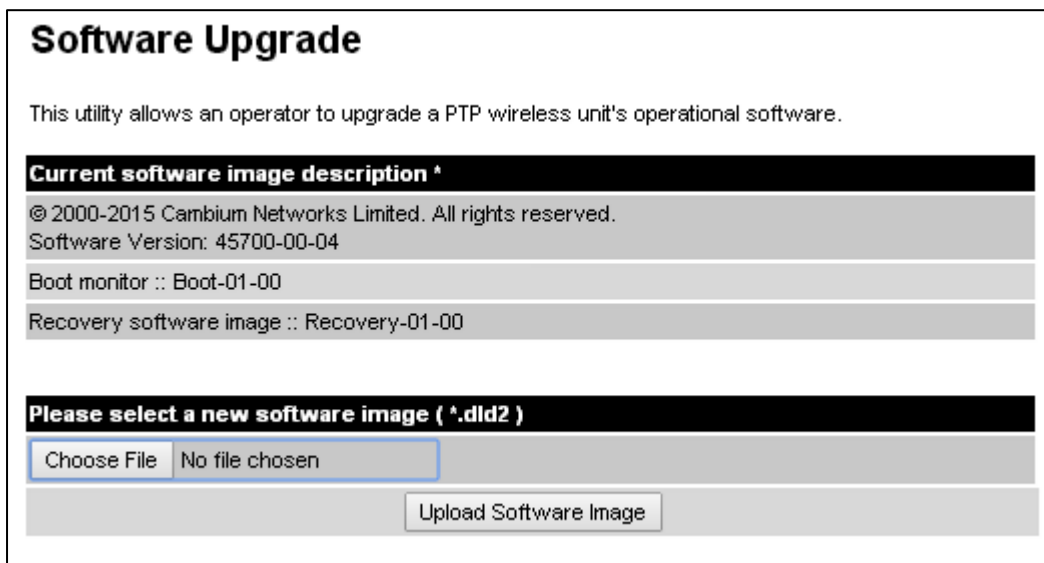 Software Upgrade
This utility allows an operator to upgrade a PTP wireless unit's operational software.
Current software image description *
© 2000-2015 Cambium Networks Limited. All rights reserved.
Software Version: 45700-00-04
Boot monitor :: Boot-01-00
Recovery software image :: Recovery-01-00
Please select a new software image ( *.dld2 )
Choose File No file chosen
Upload Software Image